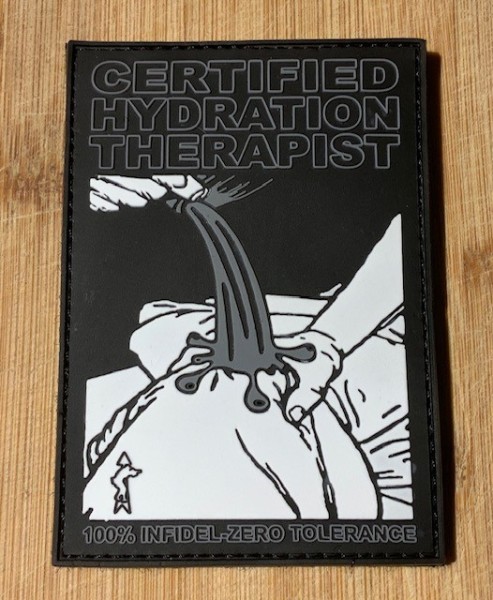 CERTIFIED
HYDRATION
THERAPIST
100% INFIDEL-ZERO TOLERANCE